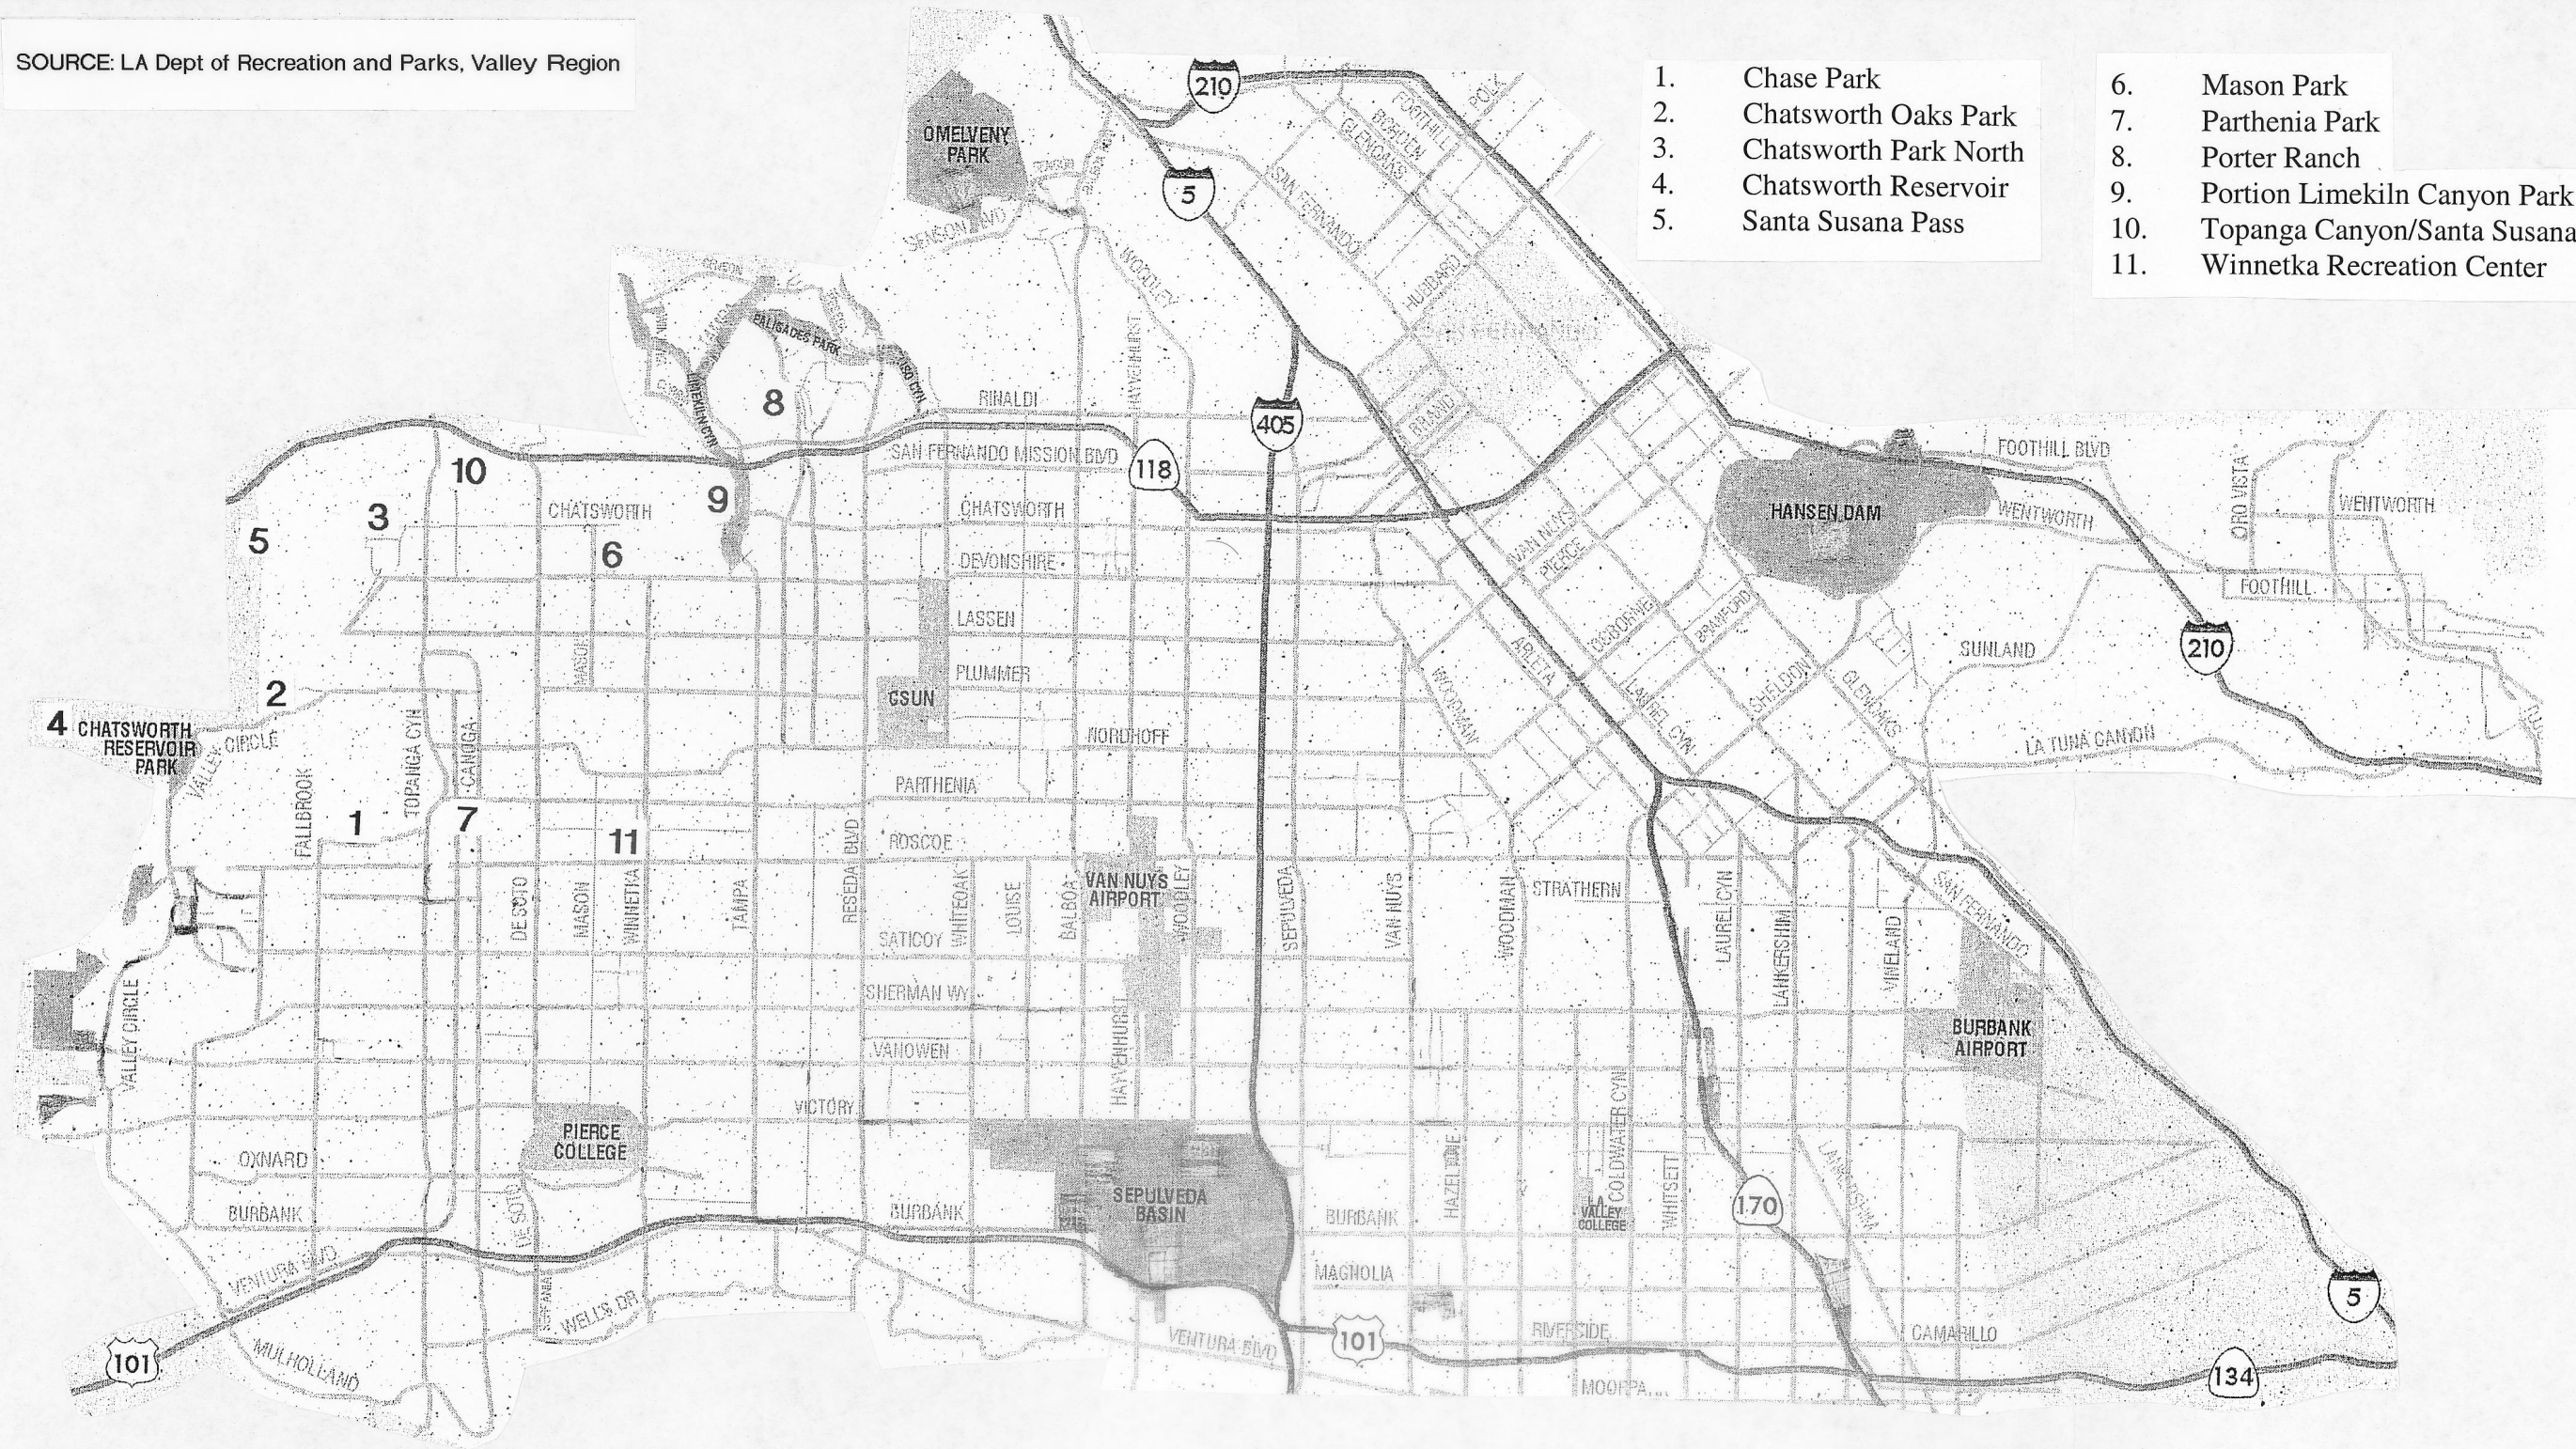 SOURCE: LA Dept of Recreation and Parks, Valley Region
1. Chase Park
2. Chatsworth Oaks Park
3. Chatsworth Park North
4. Chatsworth Reservoir
5. Santa Susana Pass
6. Mason Park
7. Parthenia Park
8. Porter Ranch
9. Portion Limekiln Canyon Park
10. Topanga Canyon/Santa Susana
11. Winnetka Recreation Center
210
OMELVENY
PARK
5
FOOTHILL
BORDEN
GLENOAKS
POLK
SAN FERNANDO
HUBBARD
SESNON BLVD
WOODLEY
HAYVENHURST
PALISADES PARK
LIMEKILN CYN
8
RINALDI
405
BRAND
SAN FERNANDO MISSION BLVD
118
10
9
3
CHATSWORTH
CHATSWORTH
5
6
DEVONSHIRE
VAN NUYS
PIERCE
HANSEN DAM
FOOTHILL BLVD
WENTWORTH
ORO VISTA
WENTWORTH
FOOTHILL
LASSEN
ARLETA
OSBORNE
BRANFORD
SUNLAND
210
MASON
PLUMMER
2
GSUN
WOODMAN
LAUREL CYN
SHELDON
GLENOAKS
4 CHATSWORTH
RESERVOIR
PARK
VALLEY CIRCLE
TOPANGA CYN
CANOGA
NORDHOFF
LA TUNA CANYON
FALLBROOK
PARTHENIA
1
7
11
RESEDA BLVD
ROSCOE
VAN NUYS
AIRPORT
WOODLEY
STRATHERN
DE SOTO
MASON
WINNETKA
TAMPA
WHITEOAK
LOUISE
BALBOA
SEPULVEDA
VAN NUYS
WOODMAN
LAUREL CYN
LANKERSHIM
VINELAND
SAN FERNANDO
SATICOY
SHERMAN WY
VALLEY CIRCLE
VANOWEN
HAYVENHURST
BURBANK
AIRPORT
VICTORY
PIERCE
COLLEGE
OXNARD
HAZELTINE
COLDWATER CYN
WHITSETT
LANKERSHIM
DE SOTO
SEPULVEDA
BASIN
LA
VALLEY
COLLEGE
170
BURBANK
BURBANK
BURBANK
VENTURA BLVD
MAGNOLIA
5
WELLS DR
VENTURA BLVD
101
RIVERSIDE
CAMARILLO
101
MULHOLLAND
134